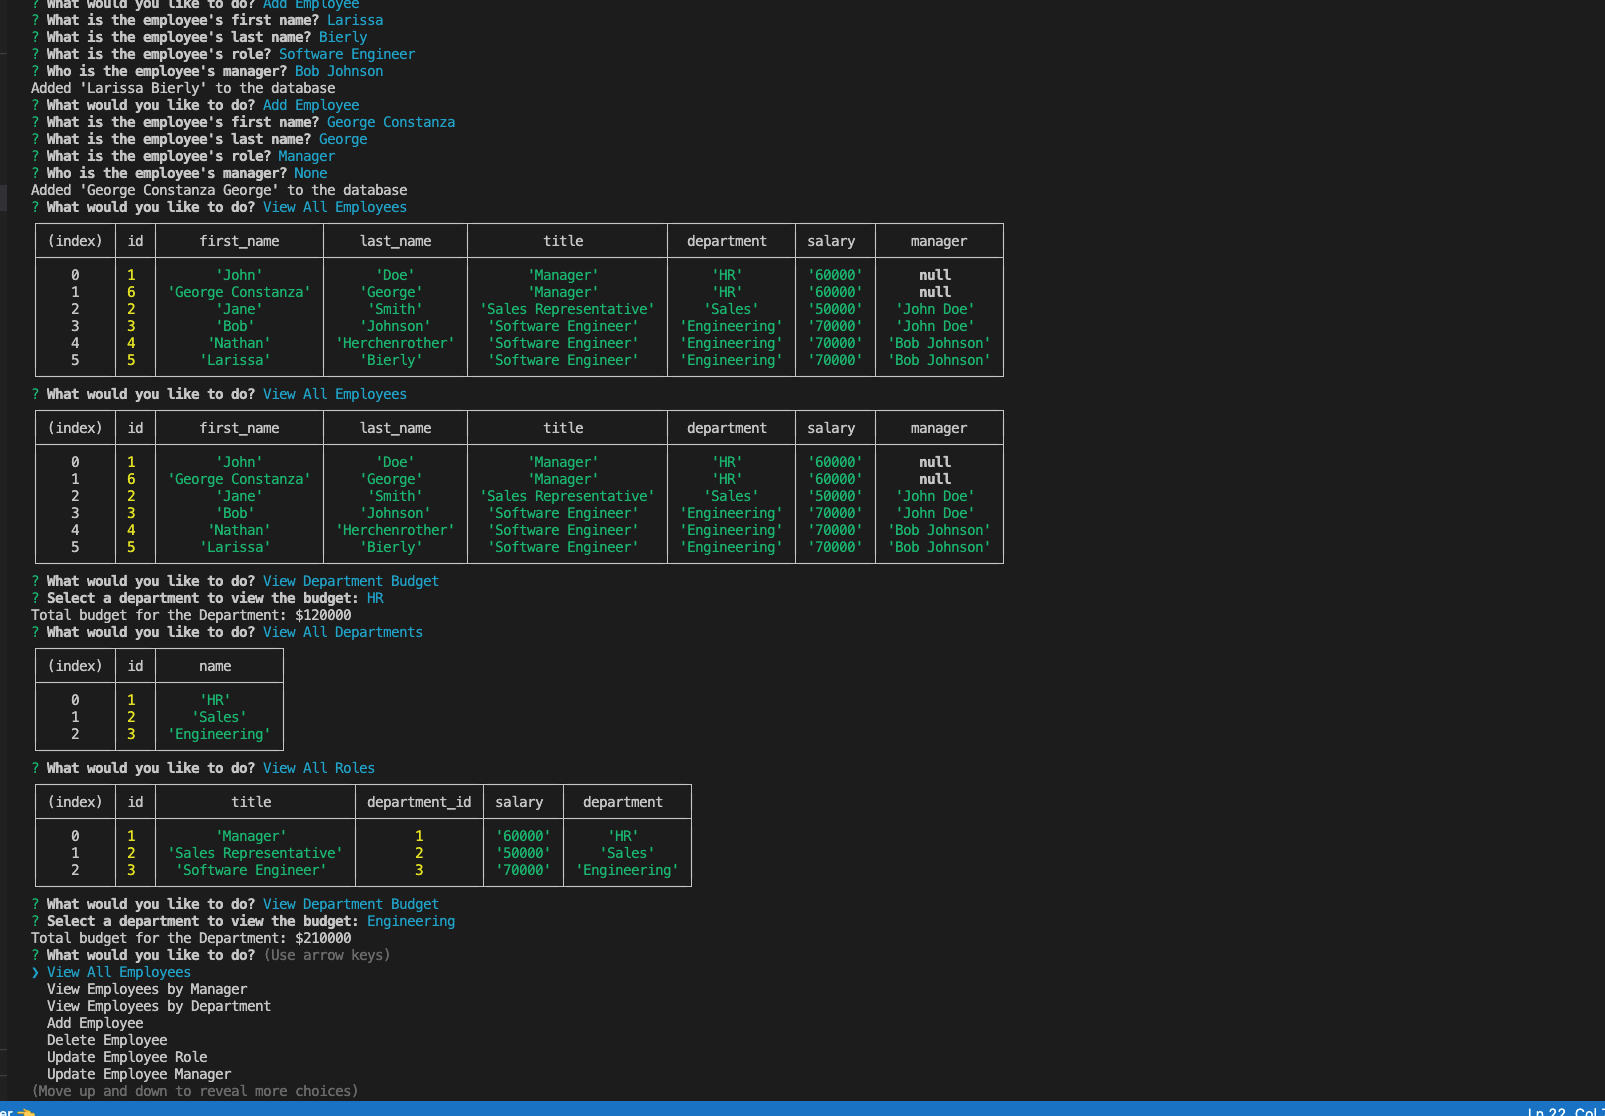 ? What would you like to do? Add Employee
? What is the employee's first name? Larissa
? What is the employee's last name? Bierly
? What is the employee's role? Software Engineer
? Who is the employee's manager? Bob Johnson
Added 'Larissa Bierly' to the database
? What would you like to do? Add Employee
? What is the employee's first name? George Constanza
? What is the employee's last name? George
? What is the employee's role? Manager
? Who is the employee's manager? None
Added 'George Constanza George' to the database
? What would you like to do? View All Employees
(index) id first_name last_name title department salary manager
0 1 'John' 'Doe' 'Manager' 'HR' '60000' null
1 6 'George Constanza' 'George' 'Manager' 'HR' '60000' null
2 2 'Jane' 'Smith' 'Sales Representative' 'Sales' '50000' 'John Doe'
3 3 'Bob' 'Johnson' 'Software Engineer' 'Engineering' '70000' 'John Doe'
4 4 'Nathan' 'Herchenrother' 'Software Engineer' 'Engineering' '70000' 'Bob Johnson'
5 5 'Larissa' 'Bierly' 'Software Engineer' 'Engineering' '70000' 'Bob Johnson'
? What would you like to do? View All Employees
(index) id first_name last_name title department salary manager
0 1 'John' 'Doe' 'Manager' 'HR' '60000' null
1 6 'George Constanza' 'George' 'Manager' 'HR' '60000' null
2 2 'Jane' 'Smith' 'Sales Representative' 'Sales' '50000' 'John Doe'
3 3 'Bob' 'Johnson' 'Software Engineer' 'Engineering' '70000' 'John Doe'
4 4 'Nathan' 'Herchenrother' 'Software Engineer' 'Engineering' '70000' 'Bob Johnson'
5 5 'Larissa' 'Bierly' 'Software Engineer' 'Engineering' '70000' 'Bob Johnson'
? What would you like to do? View Department Budget
? Select a department to view the budget: HR
Total budget for the Department: $120000
? What would you like to do? View All Departments
(index) id name
0 1 'HR'
1 2 'Sales'
2 3 'Engineering'
? What would you like to do? View All Roles
(index) id title department_id salary department
0 1 'Manager' 1 '60000' 'HR'
1 2 'Sales Representative' 2 '50000' 'Sales'
2 3 'Software Engineer' 3 '70000' 'Engineering'
? What would you like to do? View Department Budget
? Select a department to view the budget: Engineering
Total budget for the Department: $210000
? What would you like to do? (Use arrow keys)
❯ View All Employees
View Employees by Manager
View Employees by Department
Add Employee
Delete Employee
Update Employee Role
Update Employee Manager
(Move up and down to reveal more choices)
Ln 22, Col